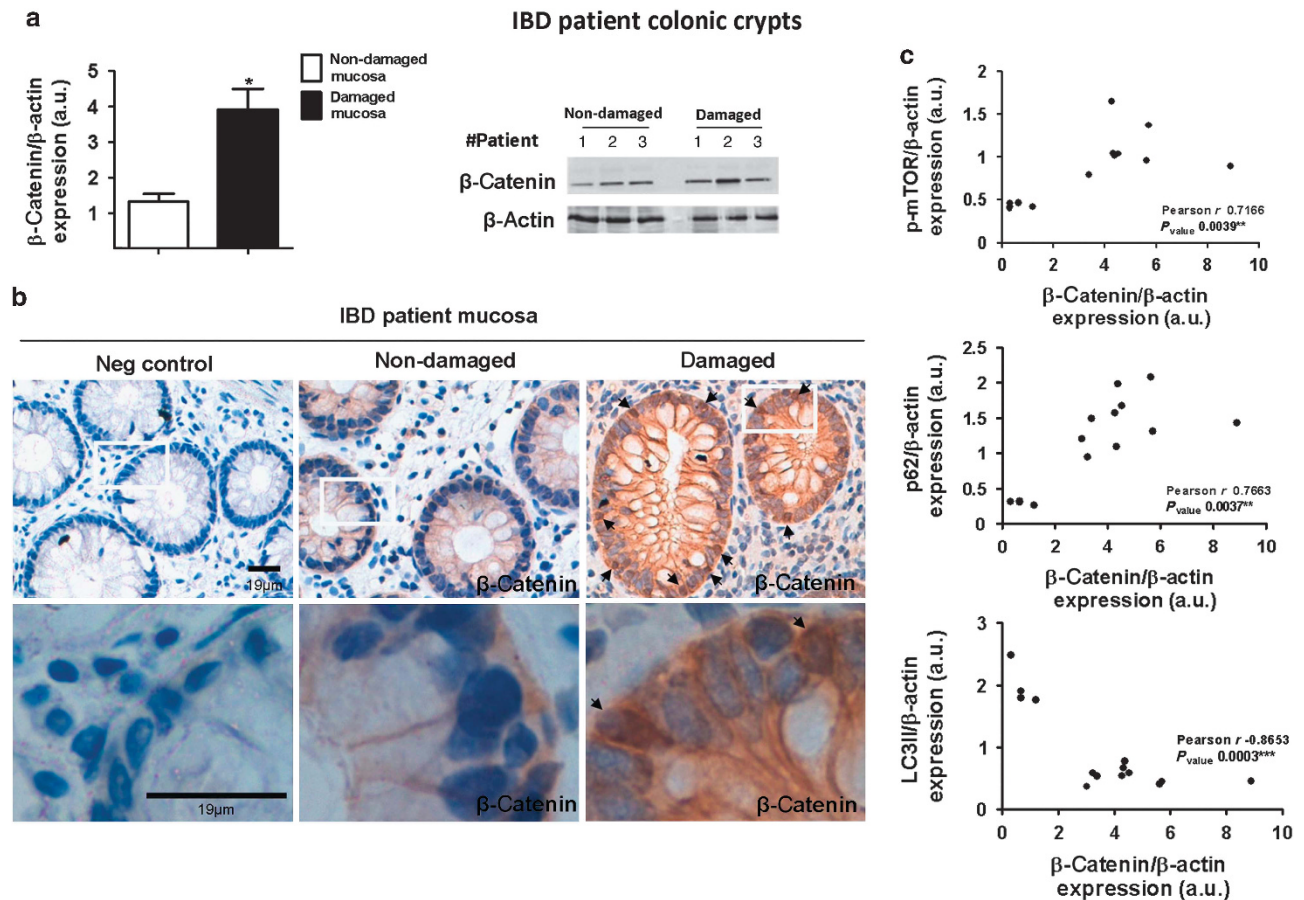 a
IBD patient colonic crypts
β-Catenin/β-actin
expression (a.u.)
5
4
3
2
1
*
Non-damaged
mucosa
Damaged
mucosa
Non-damaged
Damaged
#Patient
1 2 3
1 2 3
β-Catenin
β-Actin
b
IBD patient mucosa
Neg control
Non-damaged
Damaged
19μm
β-Catenin
β-Catenin
19μm
β-Catenin
β-Catenin
c
p-mTOR/β-actin
expression (a.u.)
2
1.5
1
0.5
0
Pearson r 0.7166
Pvalue 0.0039**
0 2 4 6 8 10
β-Catenin/β-actin
expression (a.u.)
p62/β-actin
expression (a.u.)
2.5
2
1.5
1
0.5
0
Pearson r 0.7663
Pvalue 0.0037**
0 2 4 6 8 10
β-Catenin/β-actin
expression (a.u.)
LC3II/β-actin
expression (a.u.)
3
2
1
0
Pearson r -0.8653
Pvalue 0.0003***
0 2 4 6 8 10
β-Catenin/β-actin
expression (a.u.)